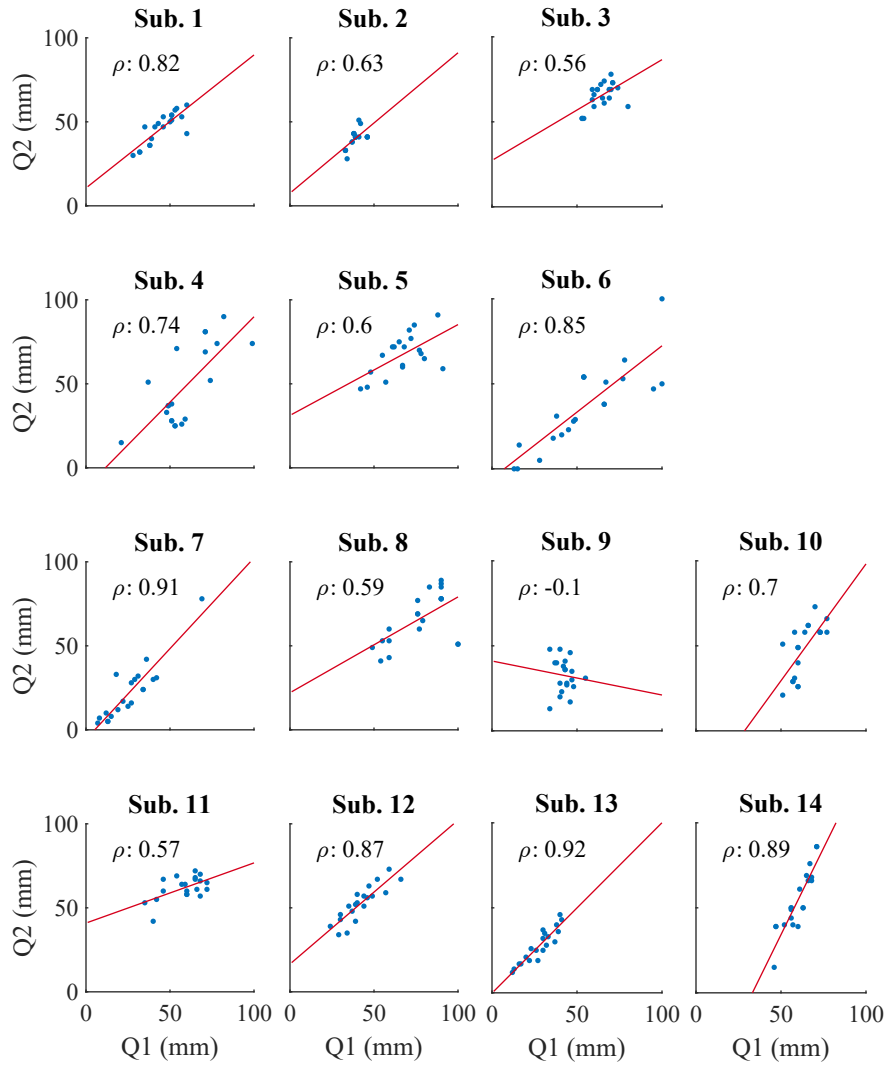 Sub. 1 Sub. 2 Sub. 3
100
ρ: 0.82 ρ: 0.63 ρ: 0.56
Q2 (mm)
50
0
Sub. 4 Sub. 5 Sub. 6
100
ρ: 0.74 ρ: 0.6 ρ: 0.85
Q2 (mm)
50
0
Sub. 7 Sub. 8 Sub. 9 Sub. 10
100
ρ: 0.91 ρ: 0.59 ρ: -0.1 ρ: 0.7
Q2 (mm)
50
0
Sub. 11 Sub. 12 Sub. 13 Sub. 14
100
ρ: 0.57 ρ: 0.87 ρ: 0.92 ρ: 0.89
Q2 (mm)
50
0
0 50 100 0 50 100 0 50 100 0 50 100
Q1 (mm) Q1 (mm) Q1 (mm) Q1 (mm)